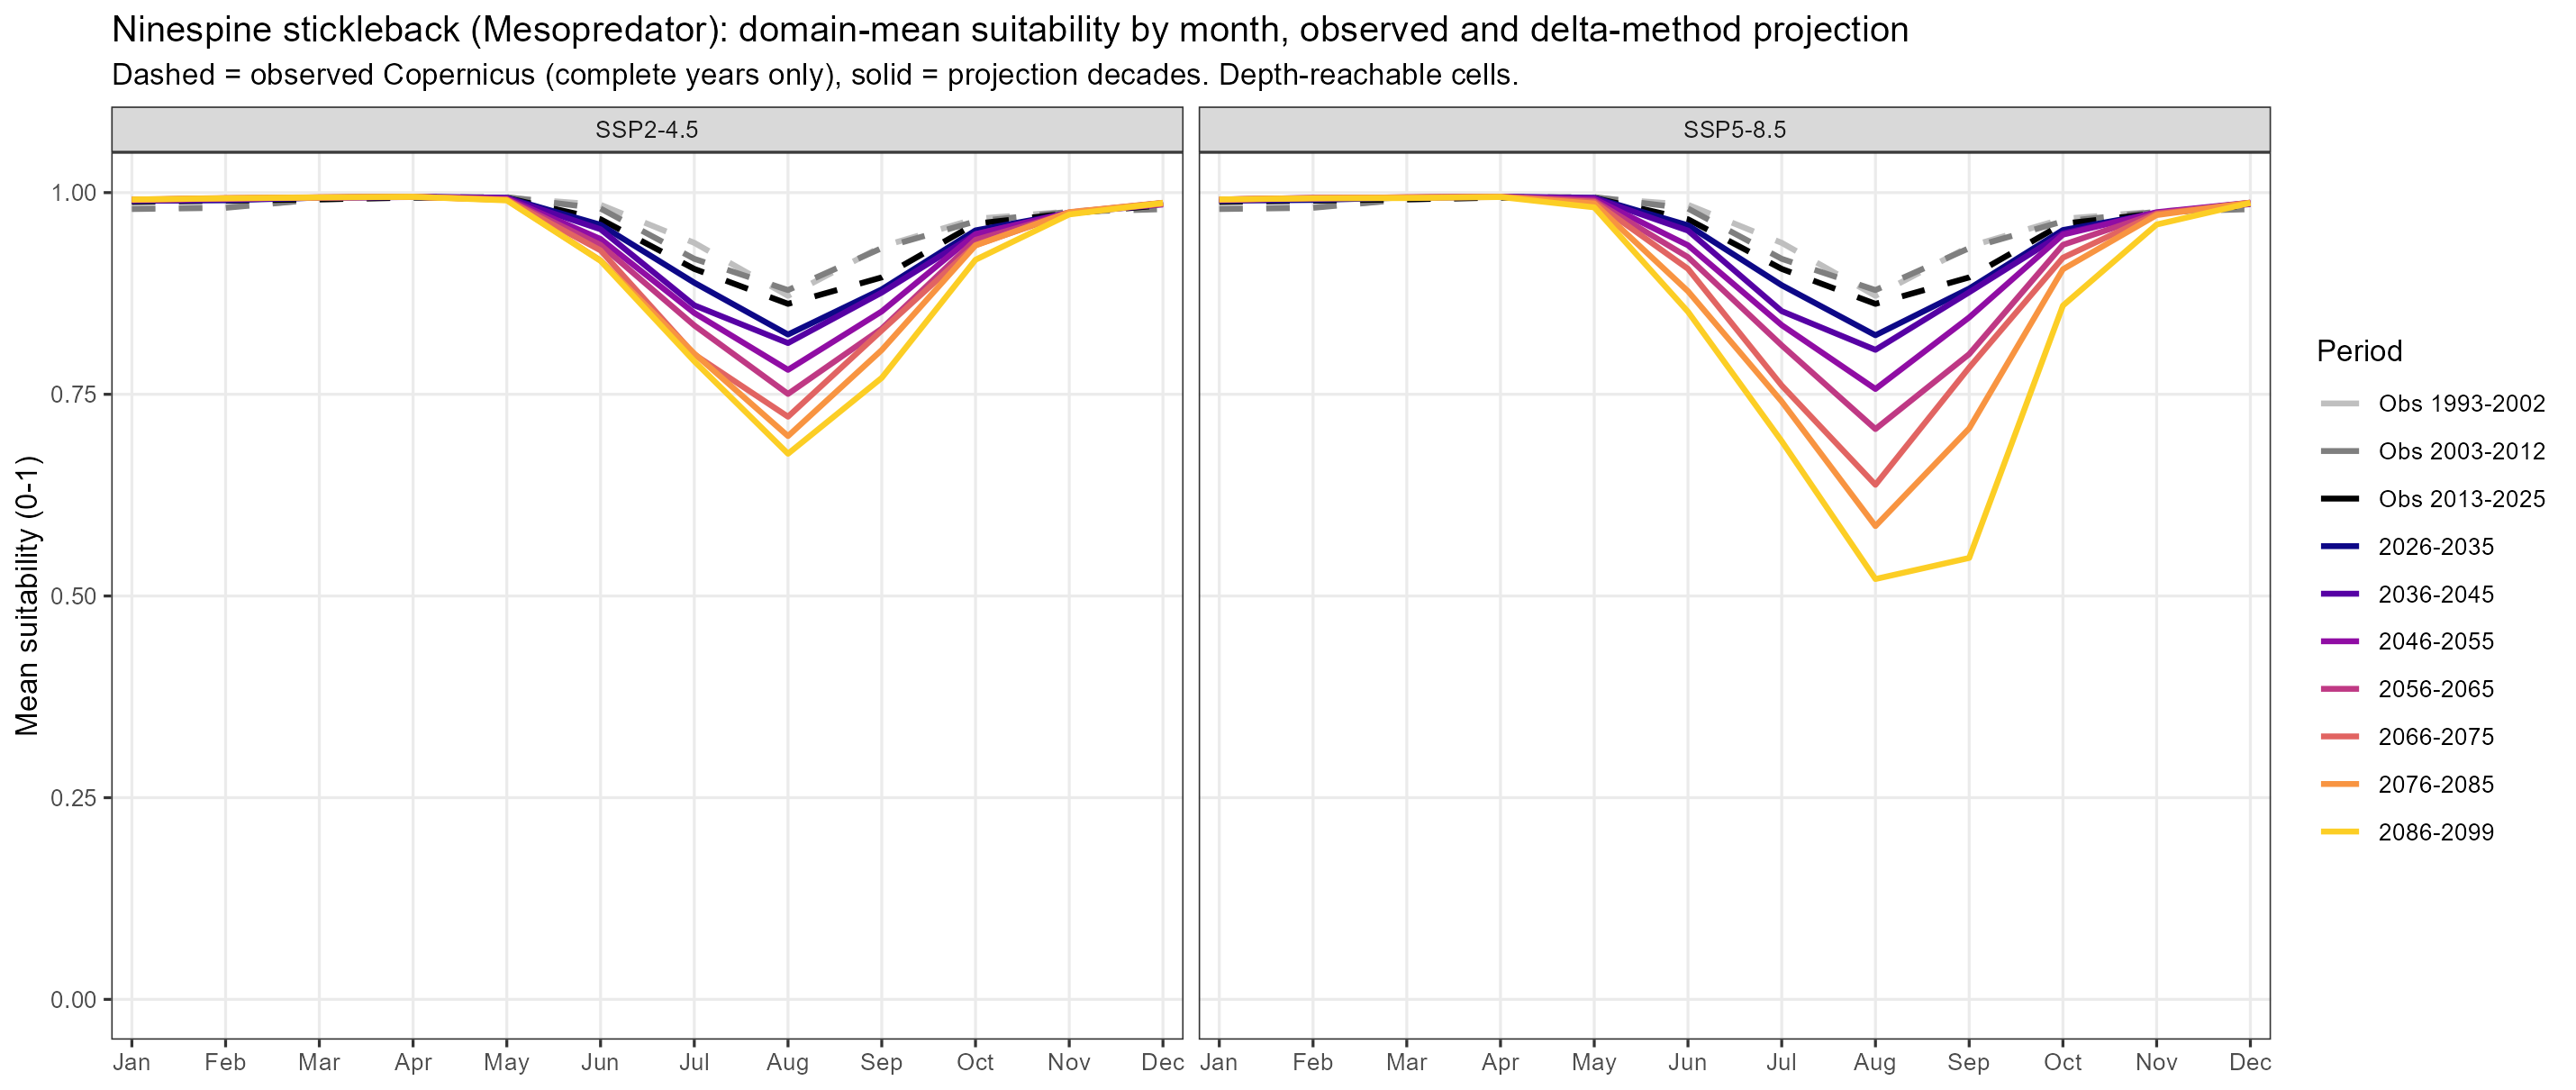 Ninespine stickleback (Mesopredator): domain-mean suitability by month, observed and delta-method projection
Dashed = observed Copernicus (complete years only), solid = projection decades. Depth-reachable cells.
SSP2-4.5
SSP5-8.5
Mean suitability (0-1)
1.00
0.75
0.50
0.25
0.00
Jan Feb Mar Apr May Jun Jul Aug Sep Oct Nov Dec
Jan Feb Mar Apr May Jun Jul Aug Sep Oct Nov Dec
Period
Obs 1993-2002
Obs 2003-2012
Obs 2013-2025
2026-2035
2036-2045
2046-2055
2056-2065
2066-2075
2076-2085
2086-2099